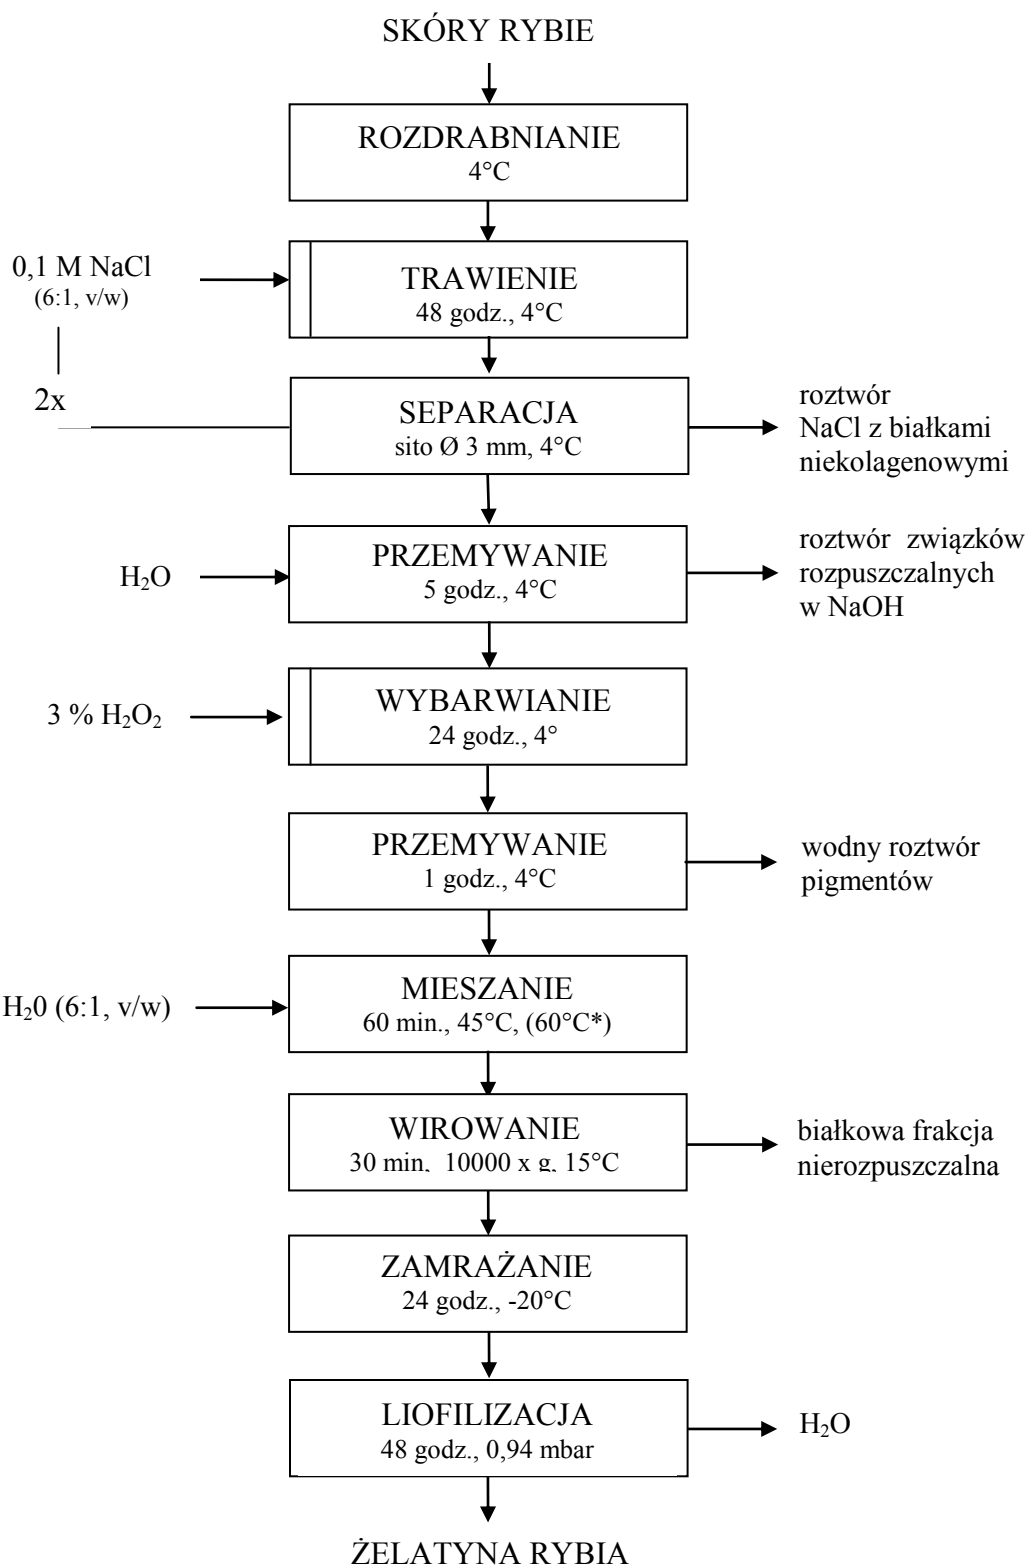 SKÓRY RYBIE
ROZDRABNIANIE
4°C
0,1 M NaCl
(6:1, v/w)
TRAWIENIE
48 godz., 4°C
2x
SEPARACJA
sito Ø 3 mm, 4°C
roztwór
NaCl z białkami
niekolagenowymi
H₂O
PRZEMYWANIE
5 godz., 4°C
roztwór związków
rozpuszczalnych
w NaOH
3 % H₂O₂
WYBARWIANIE
24 godz., 4°
PRZEMYWANIE
1 godz., 4°C
wodny roztwór
pigmentów
H₂0 (6:1, v/w)
MIESZANIE
60 min., 45°C, (60°C*)
WIROWANIE
30 min, 10000 x g, 15°C
białkowa frakcja
nierozpuszczalna
ZAMRAŻANIE
24 godz., -20°C
LIOFILIZACJA
48 godz., 0,94 mbar
H₂O
ŻELATYNA RYBIA